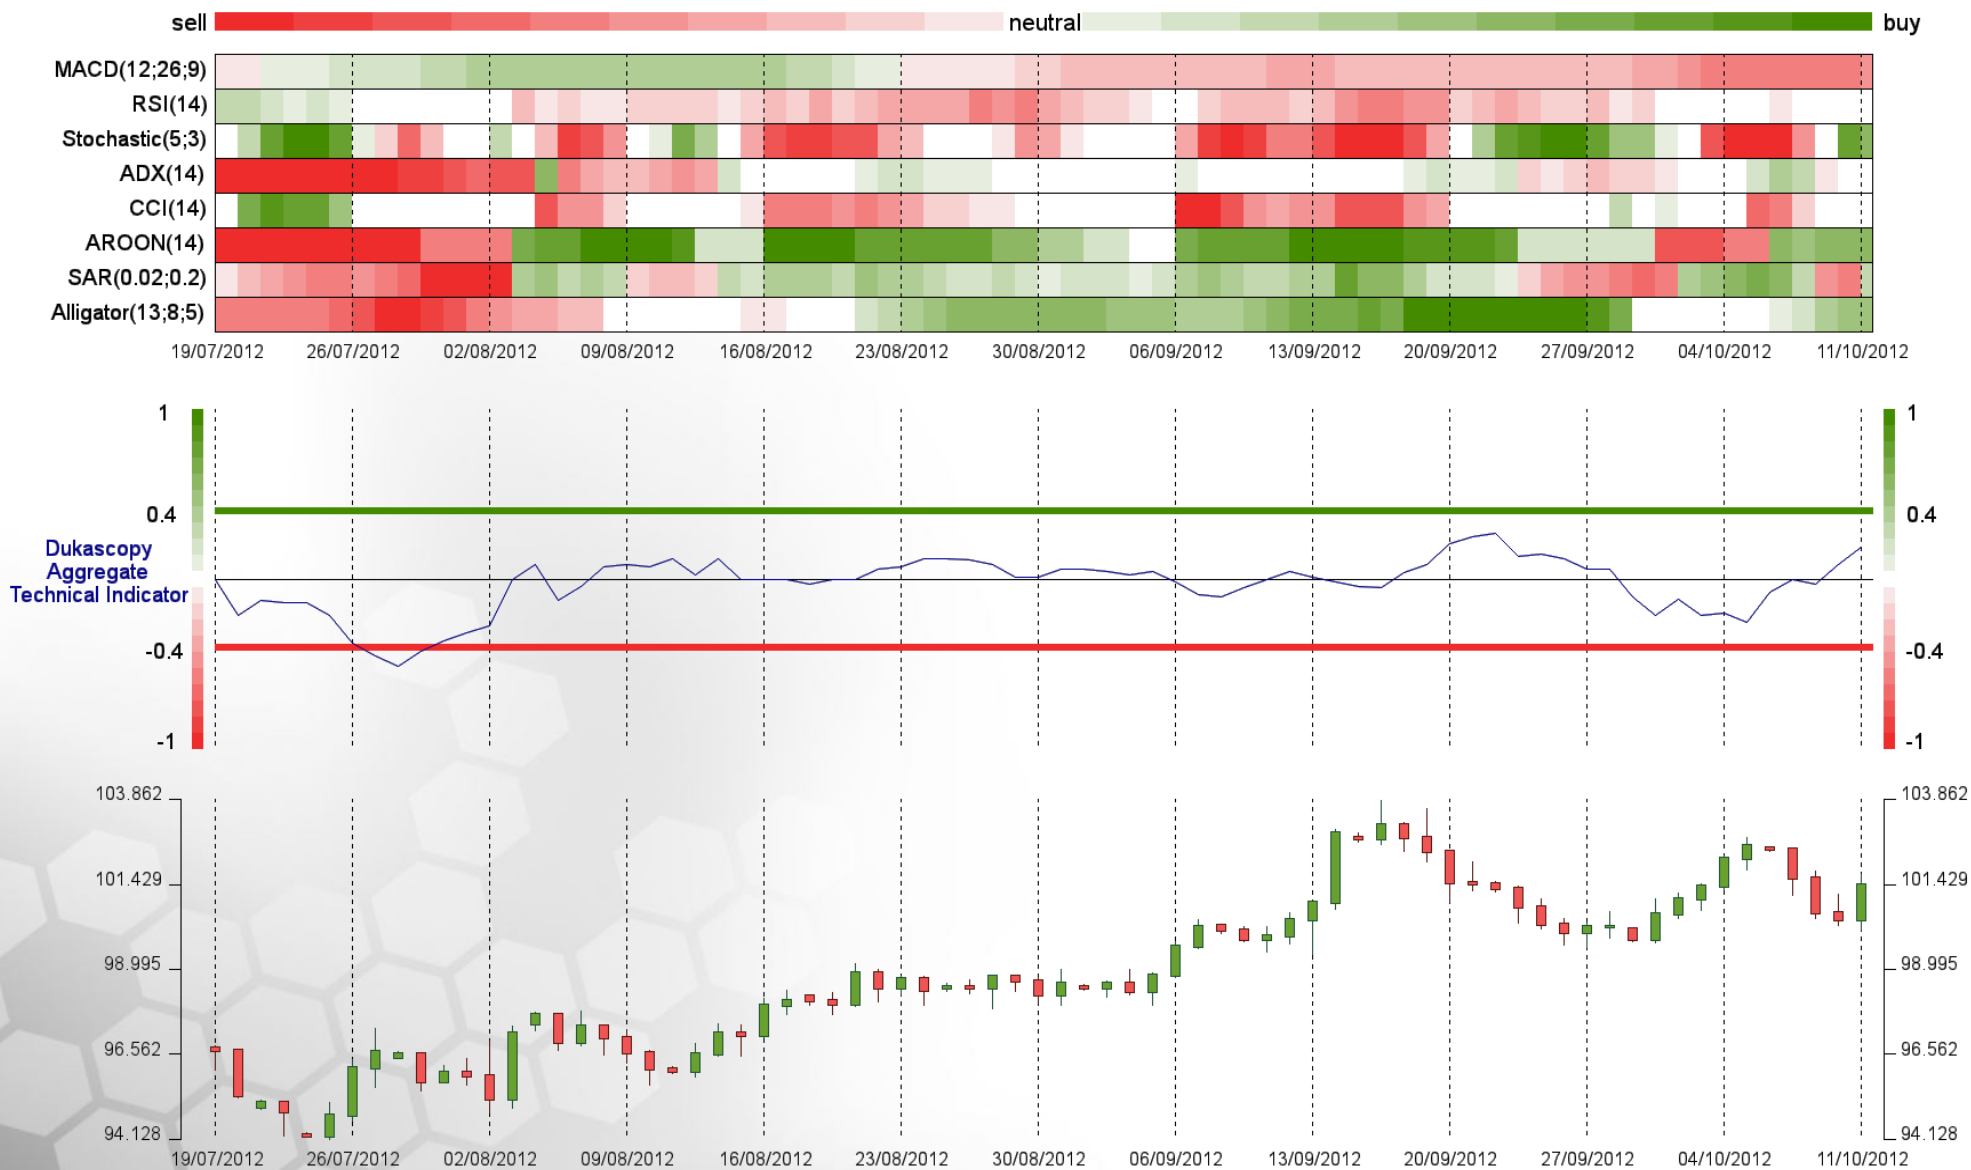 sell neutral buy
MACD(12;26;9)
RSI(14)
Stochastic(5;3)
ADX(14)
CCI(14)
AROON(14)
SAR(0.02;0.2)
Alligator(13;8;5)
19/07/2012 26/07/2012 02/08/2012 09/08/2012 16/08/2012 23/08/2012 30/08/2012 06/09/2012 13/09/2012 20/09/2012 27/09/2012 04/10/2012 11/10/2012
1 1
0.4 0.4
Dukascopy
Aggregate
Technical Indicator
-0.4 -0.4
-1 -1
103.862 103.862
101.429 101.429
98.995 98.995
96.562 96.562
94.128 94.128
19/07/2012 26/07/2012 02/08/2012 09/08/2012 16/08/2012 23/08/2012 30/08/2012 06/09/2012 13/09/2012 20/09/2012 27/09/2012 04/10/2012 11/10/2012